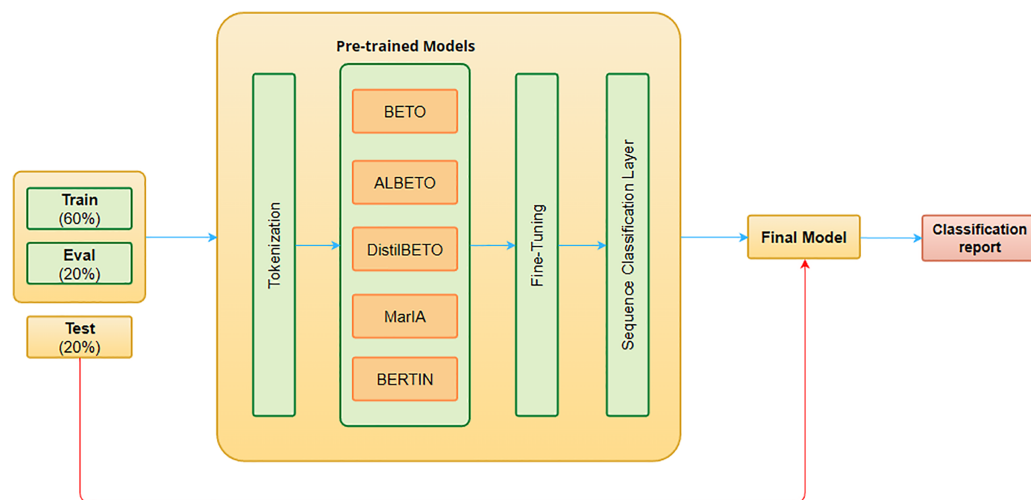 Pre-trained Models
Train
(60%)
Eval
(20%)
Test
(20%)
Tokenization
BETO
ALBETO
DistilBETO
MarIA
BERTIN
Fine-Tuning
Sequence Classification Layer
Final Model
Classification
report